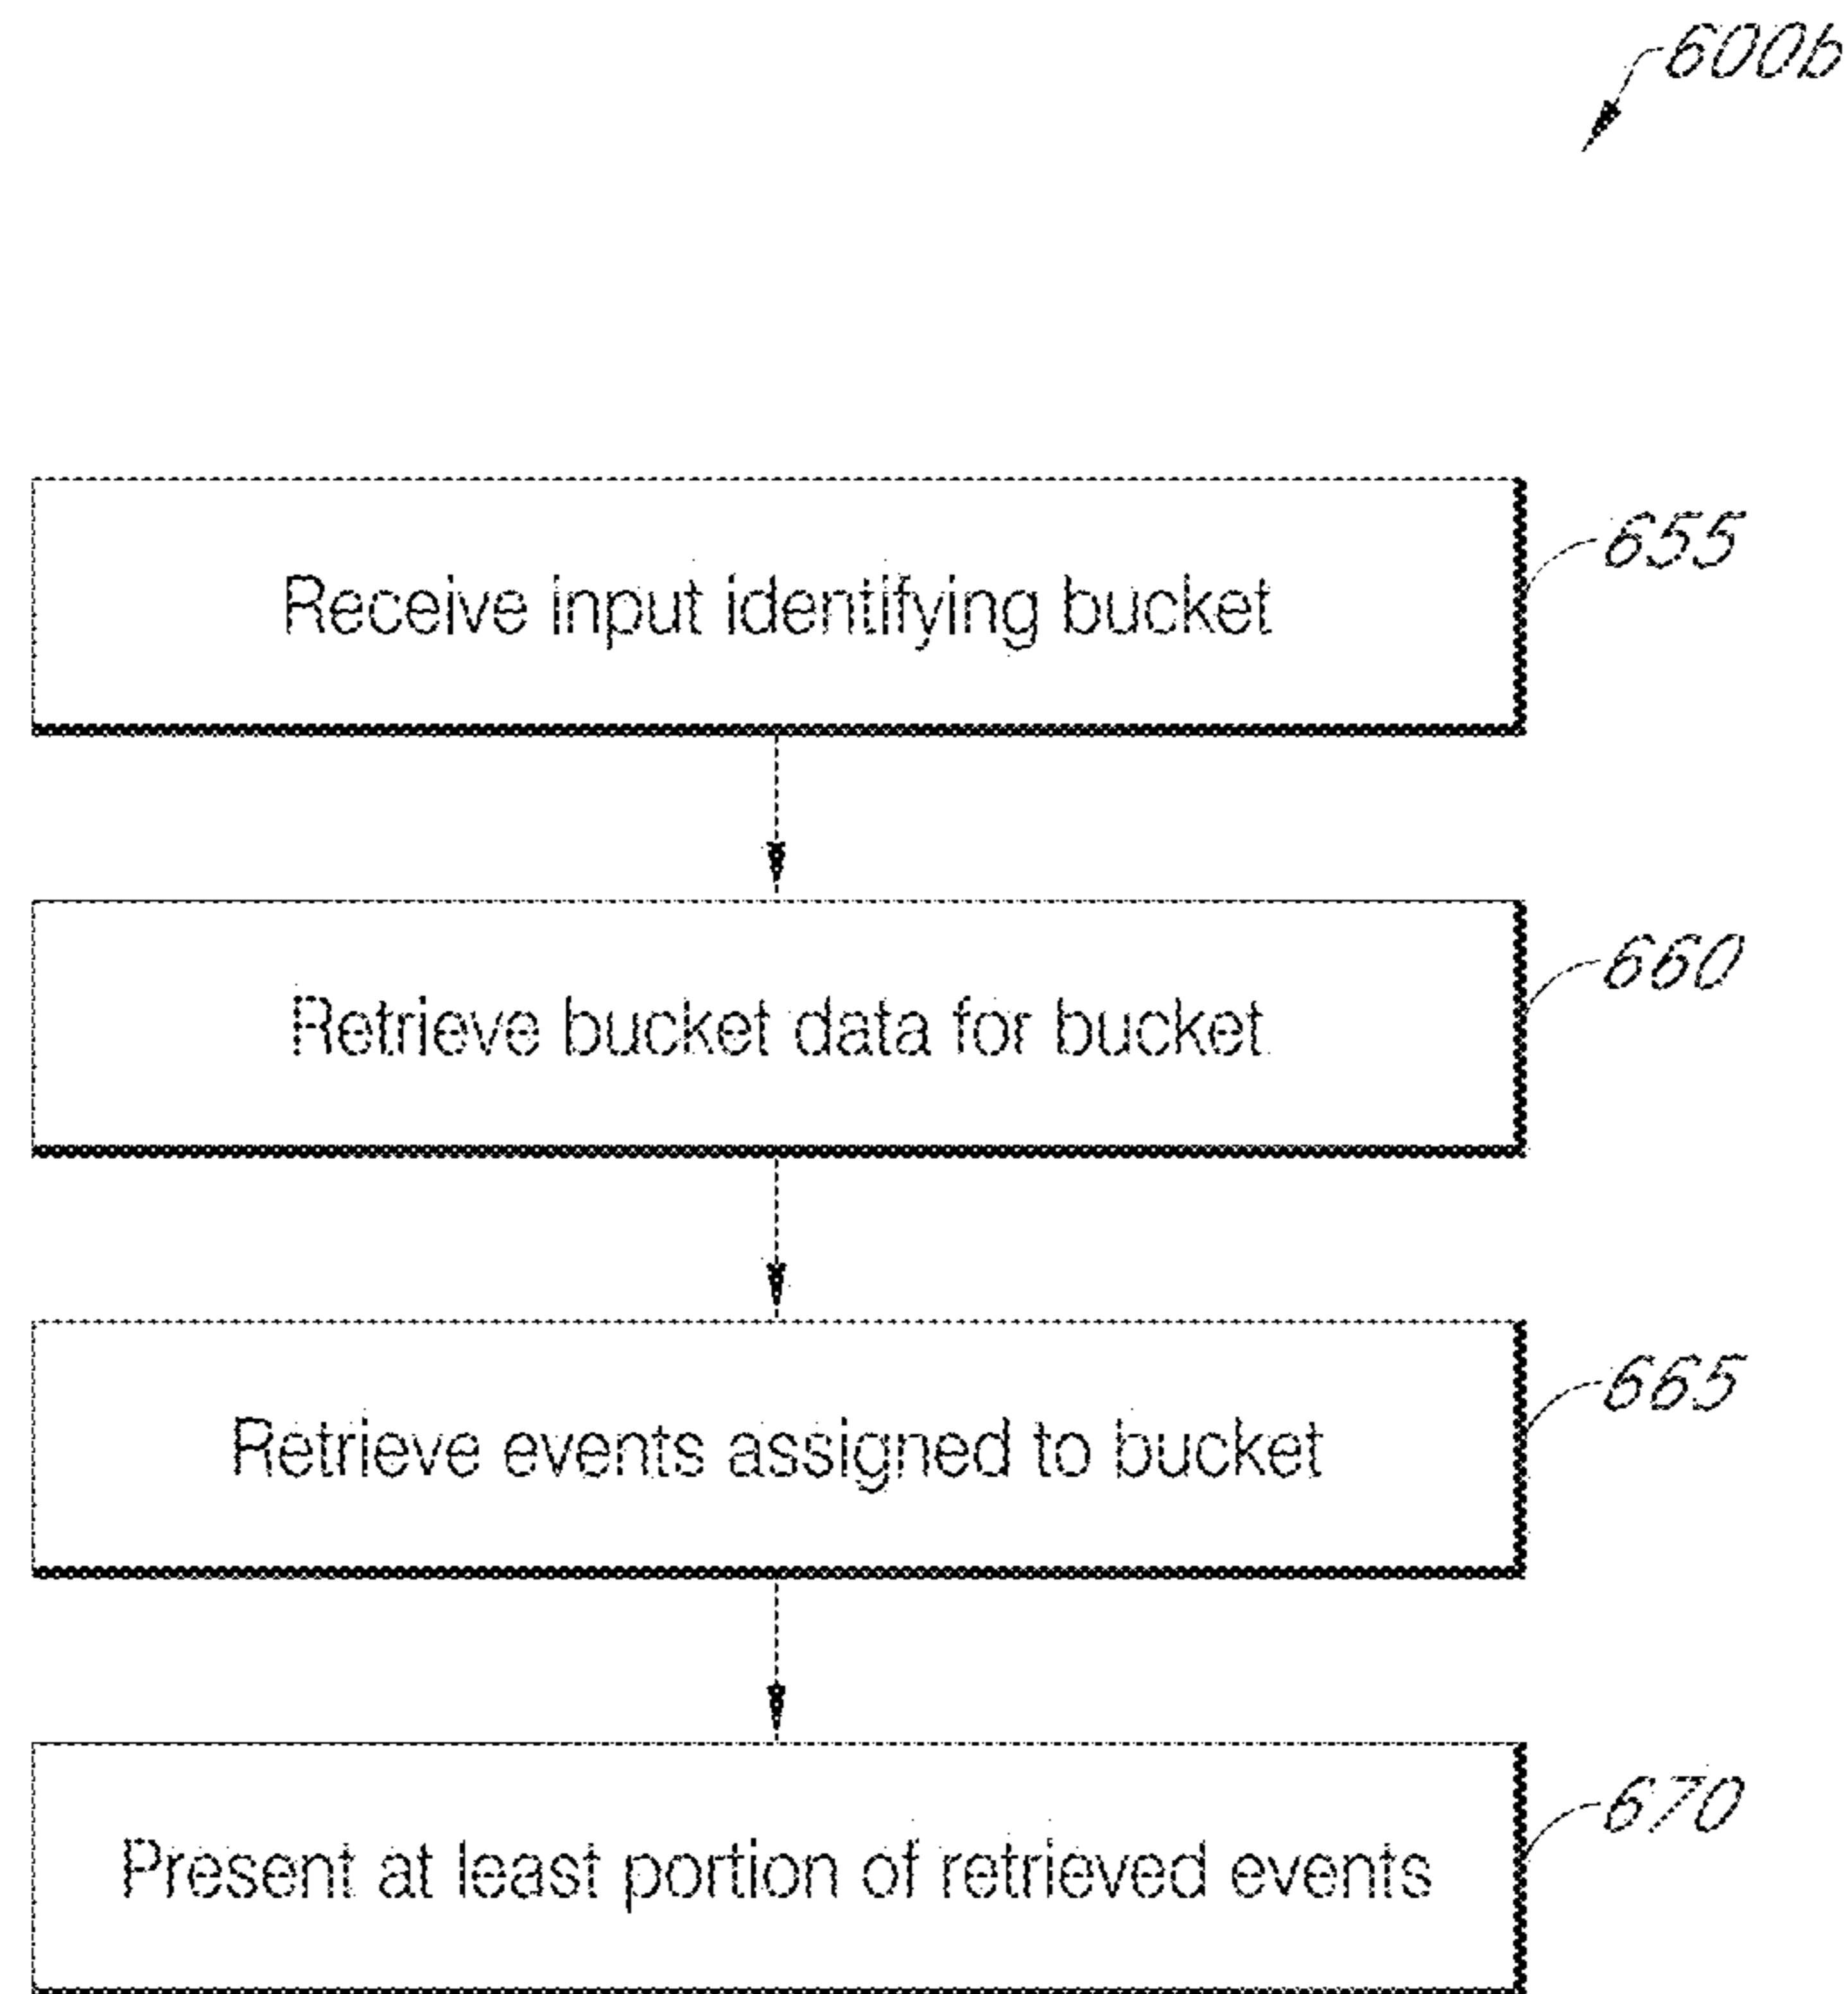 600b
Receive input identifying bucket
655
Retrieve bucket data for bucket
660
Retrieve events assigned to bucket
665
Present at least portion of retrieved events
670